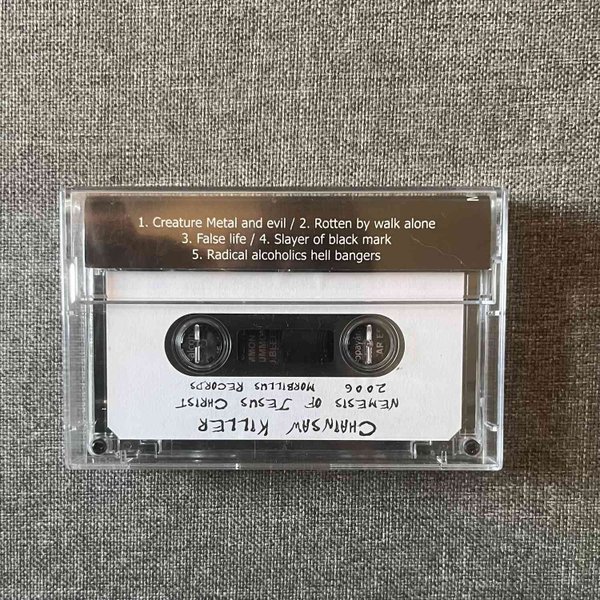 1. Creature Metal and evil / 2. Rotten by walk alone
3. False life / 4. Slayer of black mark
5. Radical alcoholics hell bangers
CHAINSAW KILLER
NEMESIS OF JESUS CHRIST
2006 MORBILLUS RECORDS